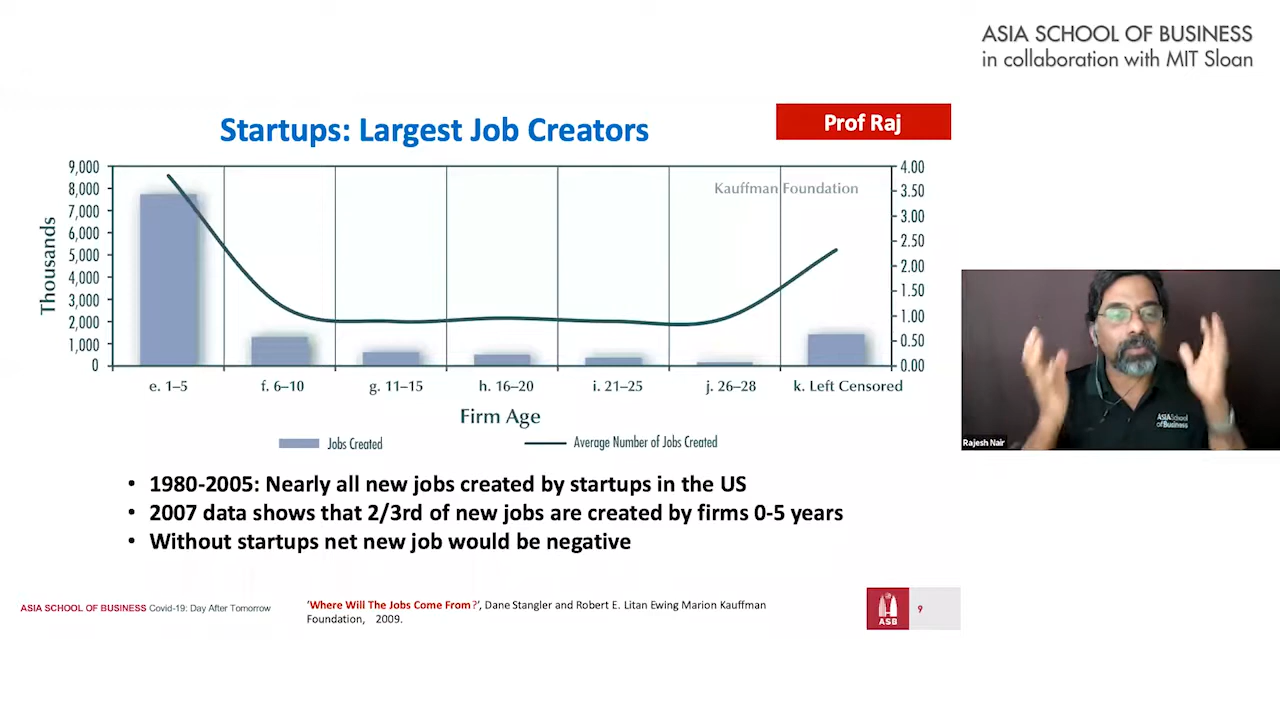 ASIA SCHOOL OF BUSINESS
in collaboration with MIT Sloan
Startups: Largest Job Creators
Prof Raj
Kauffman Foundation
Thousands
9,000
8,000
7,000
6,000
5,000
4,000
3,000
2,000
1,000
0
4.00
3.50
3.00
2.50
2.00
1.50
1.00
0.50
0.00
e. 1–5 f. 6–10 g. 11–15 h. 16–20 i. 21–25 j. 26–28 k. Left Censored
Firm Age
Jobs Created Average Number of Jobs Created
ASIASchool
ofBusiness
Rajesh Nair
• 1980-2005: Nearly all new jobs created by startups in the US
• 2007 data shows that 2/3rd of new jobs are created by firms 0-5 years
• Without startups net new job would be negative
ASIA SCHOOL OF BUSINESS Covid-19: Day After Tomorrow
‘Where Will The Jobs Come From?’, Dane Stangler and Robert E. Litan Ewing Marion Kauffman
Foundation, 2009.
ASB
9